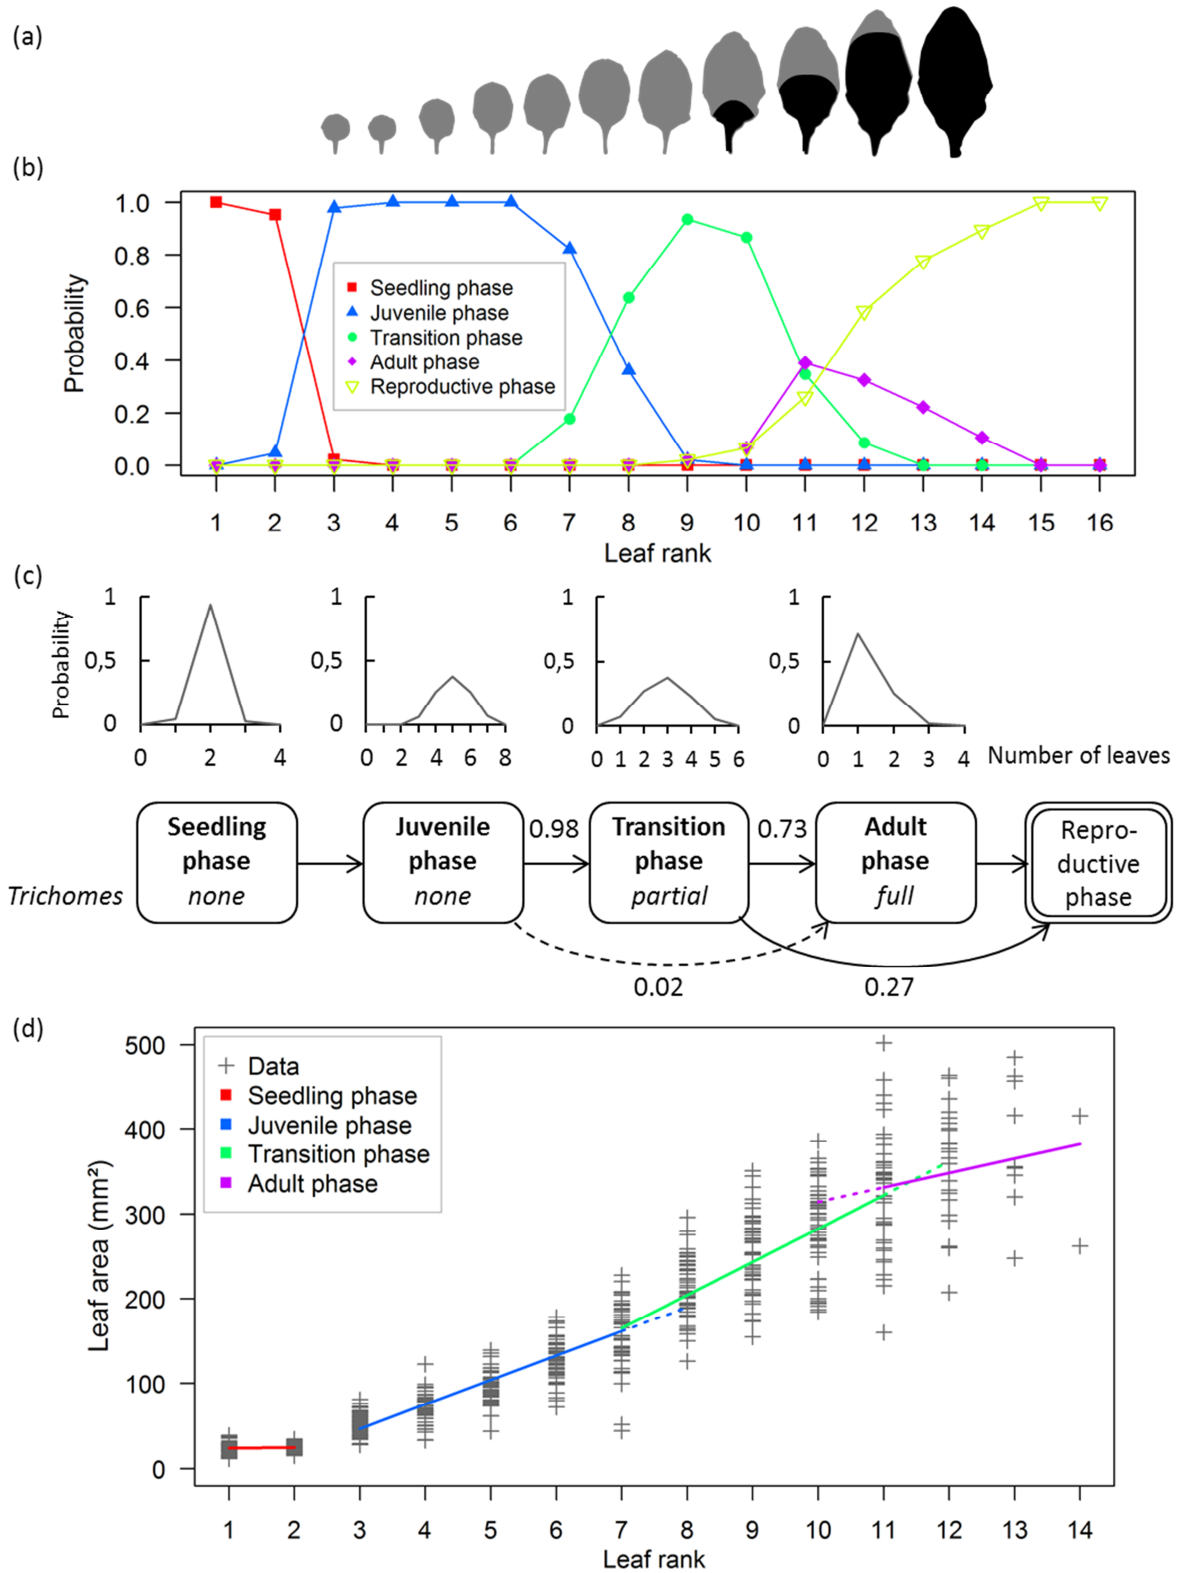 (a)
(b)
Probability
1.0
0.8
0.6
0.4
0.2
0.0
Seedling phase
Juvenile phase
Transition phase
Adult phase
Reproductive phase
1 2 3 4 5 6 7 8 9 10 11 12 13 14 15 16
Leaf rank
(c)
Probability
1
0,5
0
0 2 4
1
0,5
0
0 2 4 6 8
1
0,5
0
0 1 2 3 4 5 6
1
0,5
0
0 1 2 3 4
Number of leaves
Trichomes
Seedling
phase
none
Juvenile
phase
none
0.98
Transition
phase
partial
0.73
Adult
phase
full
Repro-
ductive
phase
0.02
0.27
(d)
Leaf area (mm²)
500
400
300
200
100
0
Data
Seedling phase
Juvenile phase
Transition phase
Adult phase
1 2 3 4 5 6 7 8 9 10 11 12 13 14
Leaf rank